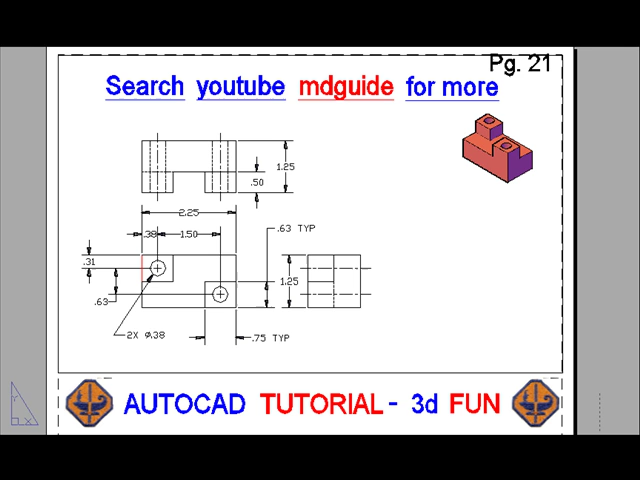 Pg. 21
Search youtube mdguide for more
1.25
.50
2.25
.63 TYP
.38
1.50
.31
1.25
.63
2X Ø.38
.75 TYP
AUTOCAD TUTORIAL - 3d FUN
Y
X